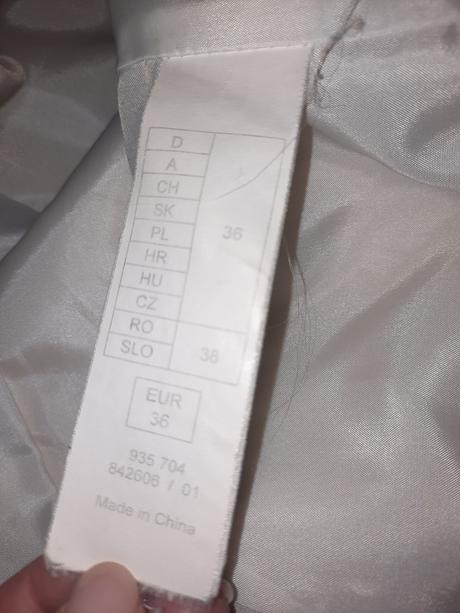 D
A
CH
SK
PL 36
HR
HU
CZ
RO
SLO 38
EUR
36
935 704
842606 / 01
Made in China